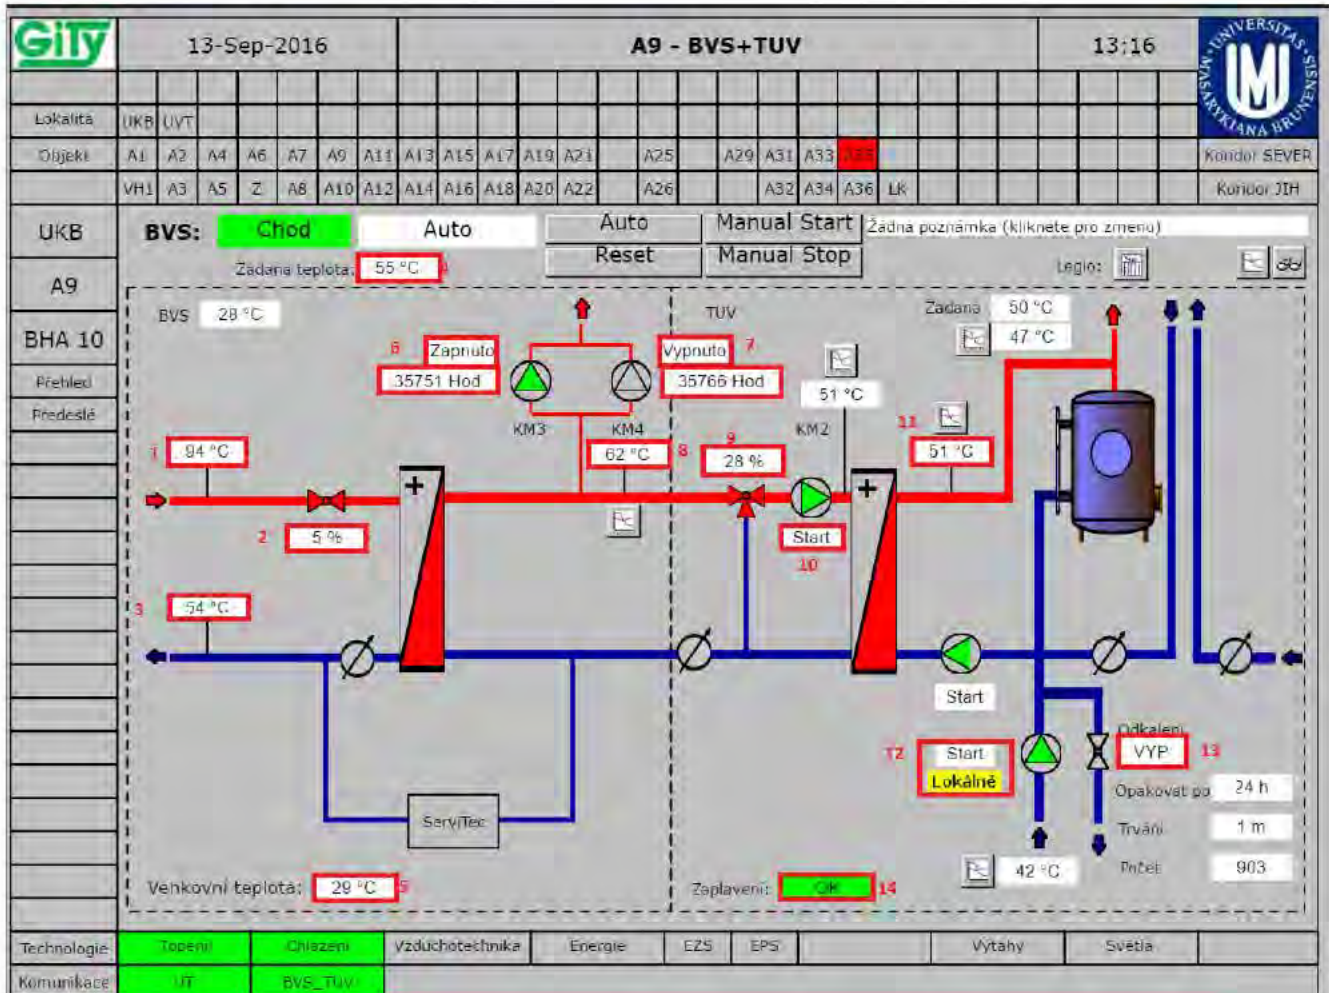 GiTy 13-Sep-2016 A9 - BVS+TUV 13:16
UNIVERSITAS MASARYKIANA BRUNENSIS
Lokalita UKB UVT
Objekt A1 A2 A4 A6 A7 A9 A11 A13 A15 A17 A19 A21 A25 A29 A31 A33 Koridor SEVER
VH1 A3 A5 Z A8 A10 A12 A14 A16 A18 A20 A22 A26 A32 A34 A36 LK Koridor JIH
UKB BVS: Chod Auto Auto Manual Start Žádná poznámka (klikněte pro změnu)
Žádaná teplota: 55 °C 4 Reset Manual Stop Legio:
A9
BVS 28 °C TUV Žádaná 50 °C
BHA 10 6 Zapnuto Vypnuto 7 47 °C
Přehled 35751 Hod 35766 Hod 51 °C
Předešlé KM3 KM4 KM2 11
1 94 °C 62 °C 8 9 28 % 51 °C
+ +
2 5 % Start
10
3 54 °C
Start
12 Start Odkalení VYP 13
Lokálně Opakovat po 24 h
ServiTec Trvání 1 m
42 °C Počet 903
Venkovní teplota: 29 °C 5 Zaplavení: OK 14
Technologie Topení Chlazení Vzduchotechnika Energie EZS EPS Výtahy Světla
Komunikace UT BVS_TUV